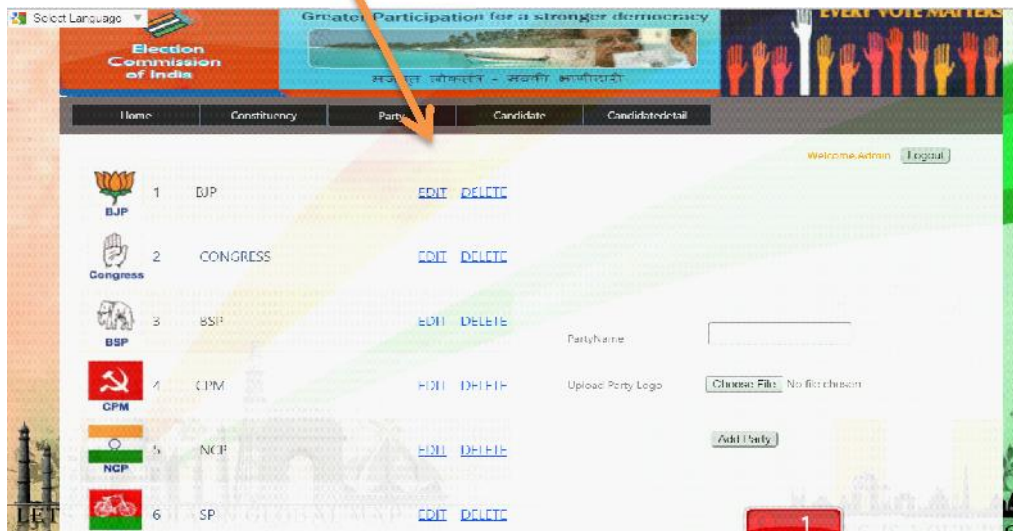 Select Language ▼
Greater Participation for a stronger democracy
EVERY VOTE MATTERS
Election
Commission
of India
लोकतंत्र - सबकी भागीदारी
Home Constituency Party Candidate Candidatedetail
Welcome,Admin Logout
BJP 1 BJP EDIT DELETE
Congress 2 CONGRESS EDIT DELETE
BSP 3 BSP EDIT DELETE
PartyName
CPM 4 CPM EDIT DELETE
Upload Party Logo Choose File No file chosen
NCP 5 NCP EDIT DELETE
Add Party
6 SP EDIT DELETE
LET
1